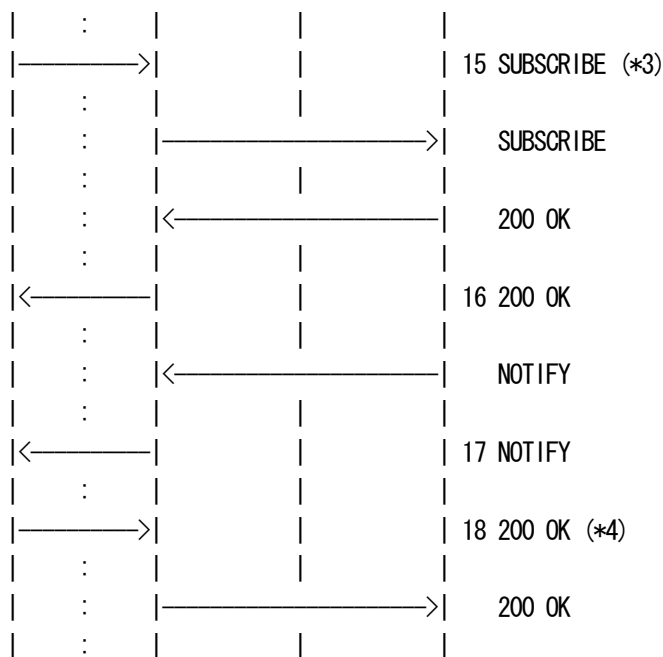 |      :     |           |           |
|----------->|           |           | 15 SUBSCRIBE (*3)
|      :     |           |           |
|      :     |---------------------->|    SUBSCRIBE
|      :     |           |           |
|      :     |<----------------------|    200 OK
|      :     |           |           |
|<-----------|           |           | 16 200 OK
|      :     |           |           |
|      :     |<----------------------|    NOTIFY
|      :     |           |           |
|<-----------|           |           | 17 NOTIFY
|      :     |           |           |
|----------->|           |           | 18 200 OK (*4)
|      :     |           |           |
|      :     |---------------------->|    200 OK
|      :     |           |           |